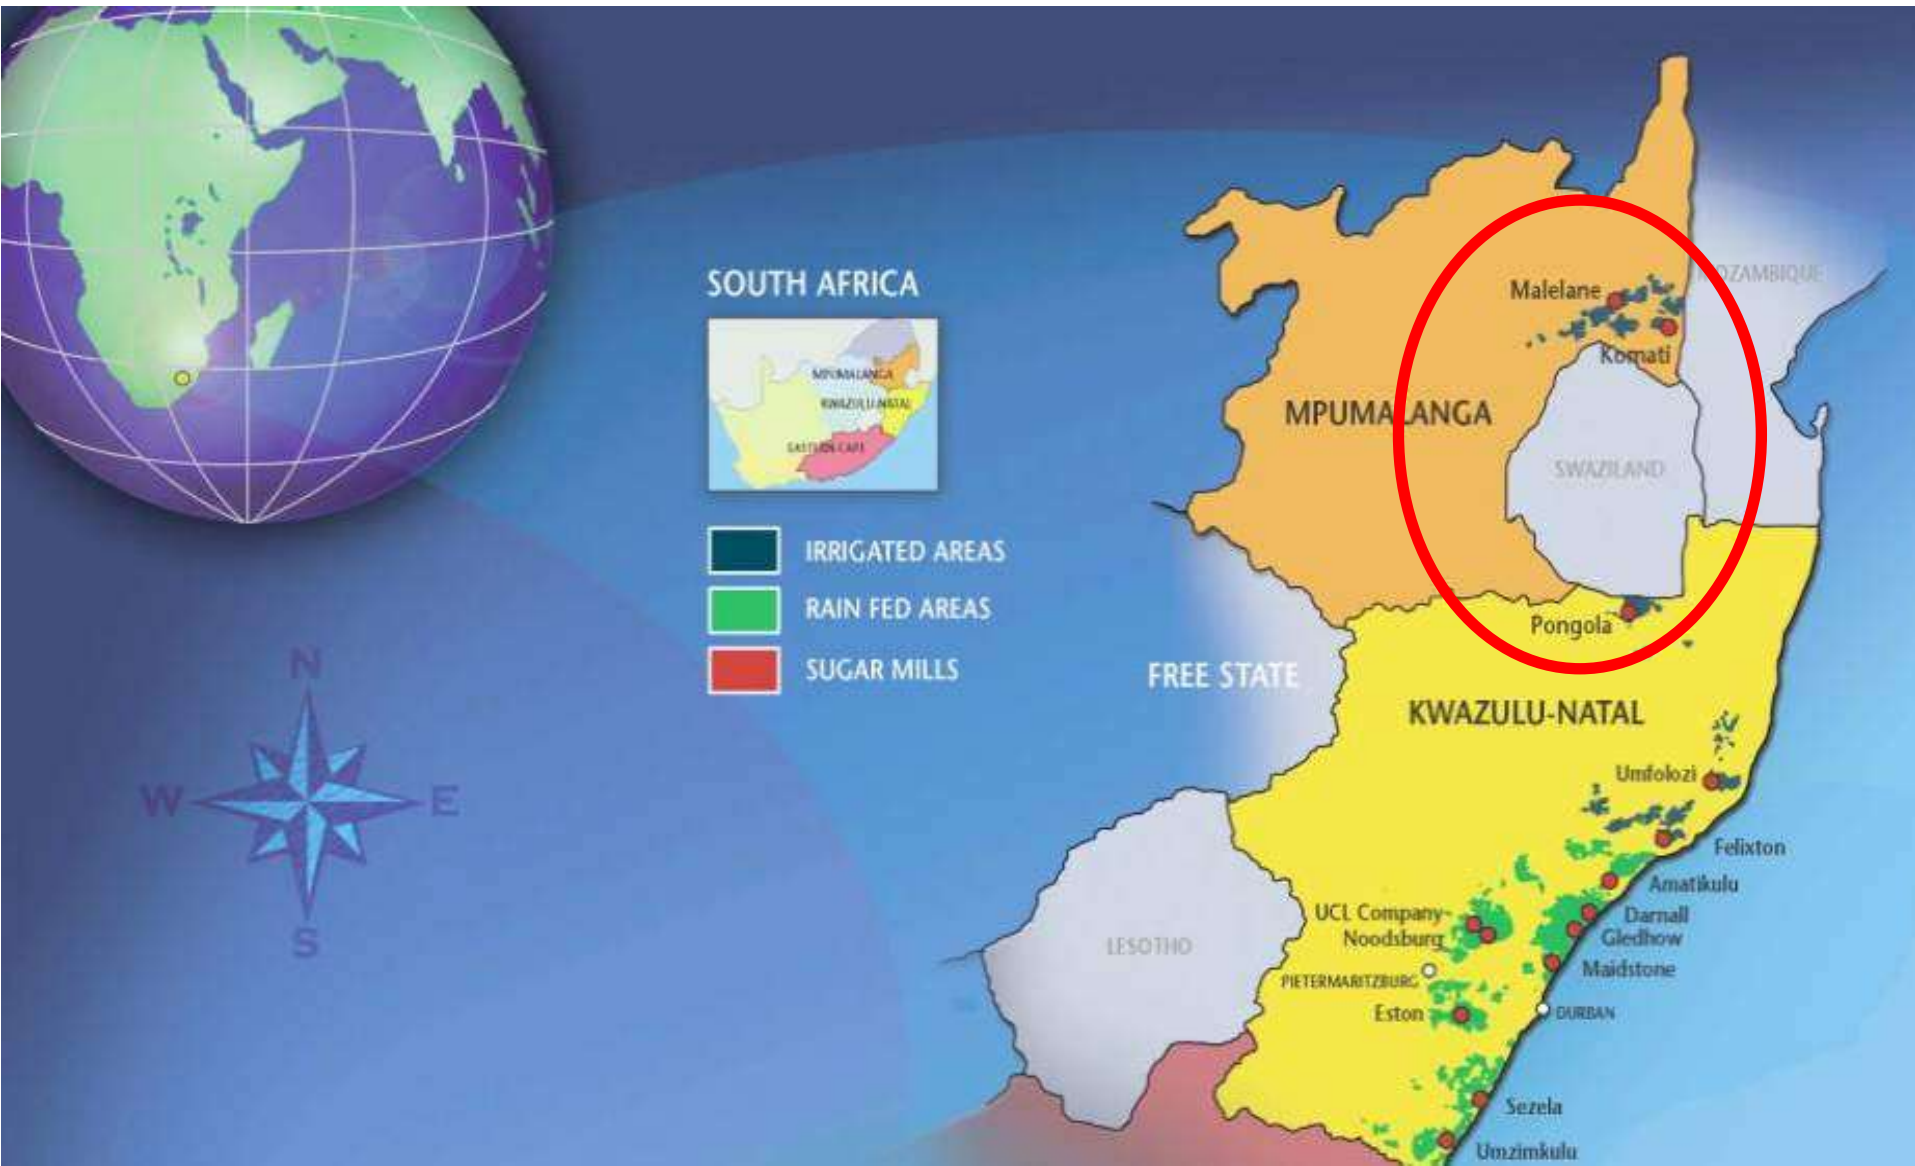 SOUTH AFRICA
MPUMALANGA
KWAZULU-NATAL
EASTERN CAPE
IRRIGATED AREAS
RAIN FED AREAS
SUGAR MILLS
N
W
E
S
MOZAMBIQUE
Malelane
Komati
MPUMALANGA
SWAZILAND
Pongola
FREE STATE
KWAZULU-NATAL
Umfolozi
Felixton
Amatikulu
UCL Company
Darnall
Noodsburg
Gledhow
LESOTHO
Maidstone
PIETERMARITZBURG
Eston
DURBAN
Sezela
Umzimkulu